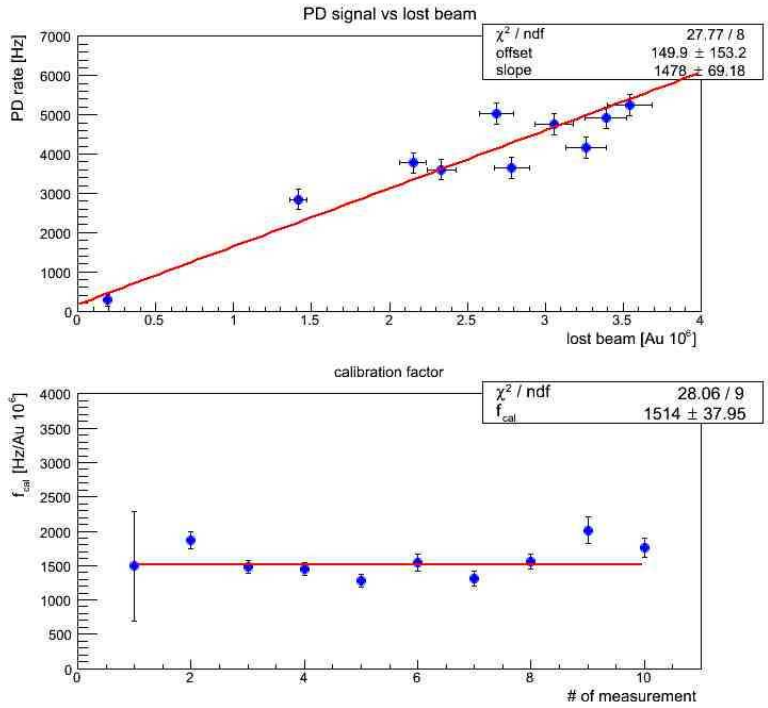 PD signal vs lost beam
χ² / ndf 27.77 / 8
offset 149.9 ± 153.2
slope 1478 ± 69.18
PD rate [Hz]
7000
6000
5000
4000
3000
2000
1000
0
0 0.5 1 1.5 2 2.5 3 3.5 4
lost beam [Au 10⁶]
calibration factor
χ² / ndf 28.06 / 9
f_cal 1514 ± 37.95
f_cal [Hz/Au 10⁶]
4000
3500
3000
2500
2000
1500
1000
500
0
0 2 4 6 8 10
# of measurement